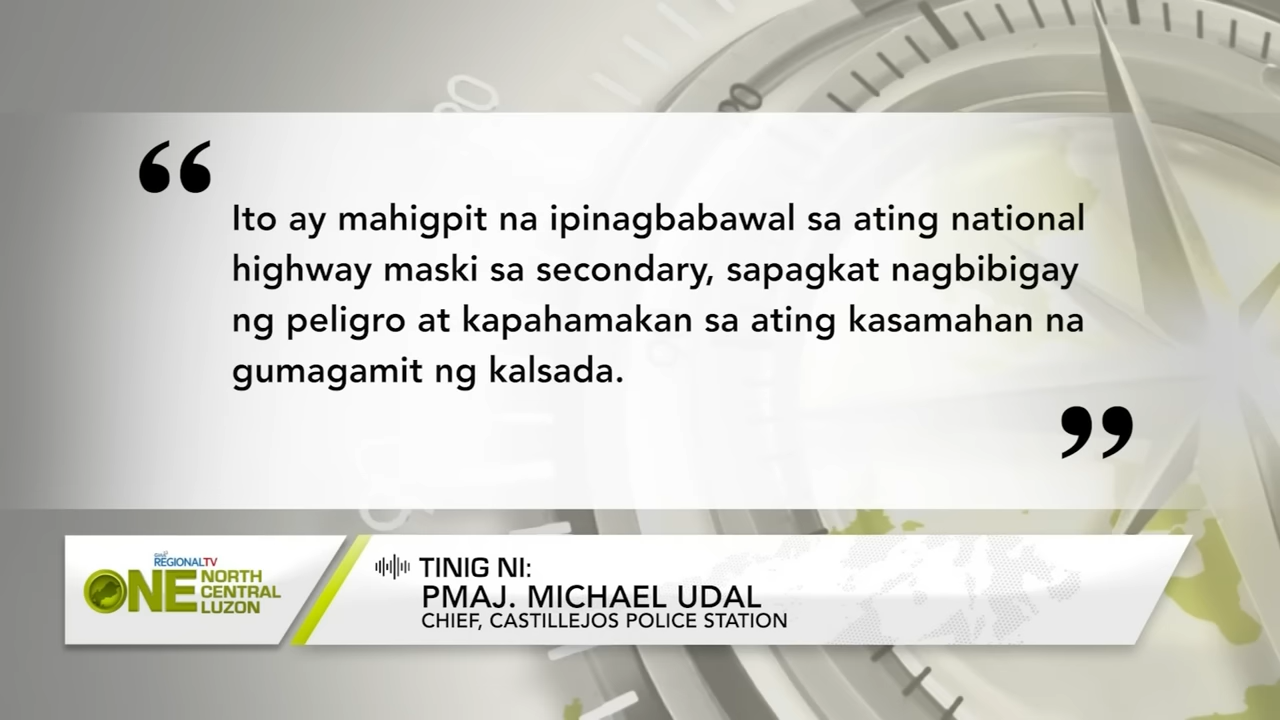 “
Ito ay mahigpit na ipinagbabawal sa ating national
highway maski sa secondary, sapagkat nagbibigay
ng peligro at kapahamakan sa ating kasamahan na
gumagamit ng kalsada.
”
GMA
REGIONALTV
ONE NORTH CENTRAL LUZON
TINIG NI:
PMAJ. MICHAEL UDAL
CHIEF, CASTILLEJOS POLICE STATION